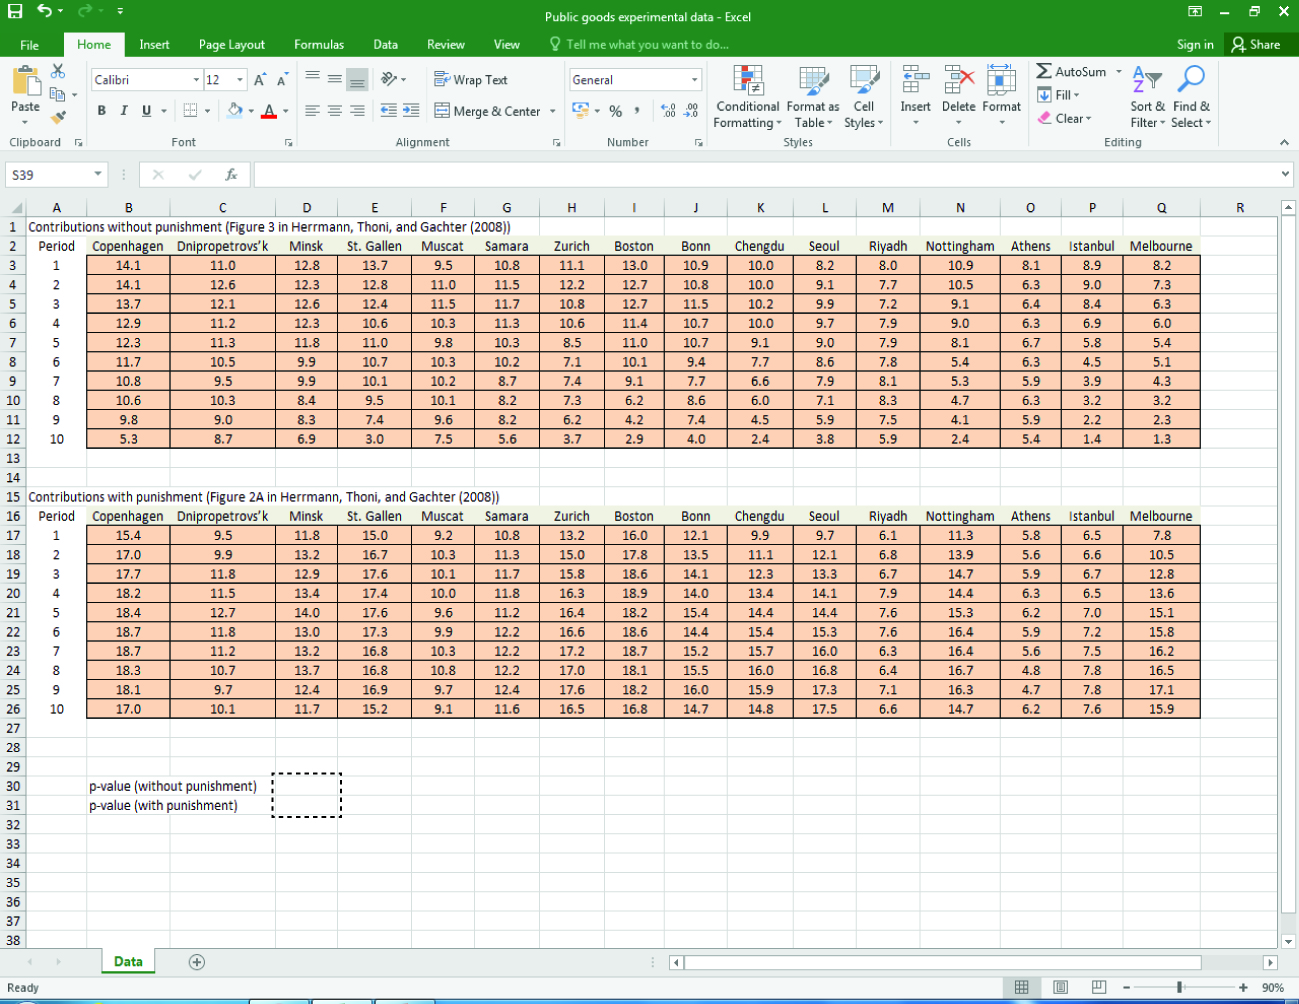 Public goods experimental data - Excel
File Home Insert Page Layout Formulas Data Review View Tell me what you want to do... Sign in Share
Calibri 12 Wrap Text General AutoSum
Fill
Paste B I U Merge & Center % , Conditional Formatting Format as Table Cell Styles Insert Delete Format Clear Sort & Filter Find & Select
Clipboard Font Alignment Number Styles Cells Editing
S39 fx
A B C D E F G H I J K L M N O P Q R
1 Contributions without punishment (Figure 3 in Herrmann, Thoni, and Gachter (2008))
2 Period Copenhagen Dnipropetrovs'k Minsk St. Gallen Muscat Samara Zurich Boston Bonn Chengdu Seoul Riyadh Nottingham Athens Istanbul Melbourne
3 1 14.1 11.0 12.8 13.7 9.5 10.8 11.1 13.0 10.9 10.0 8.2 8.0 10.9 8.1 8.9 8.2
4 2 14.1 12.6 12.3 12.8 11.0 11.5 12.2 12.7 10.8 10.0 9.1 7.7 10.5 6.3 9.0 7.3
5 3 13.7 12.1 12.6 12.4 11.5 11.7 10.8 12.7 11.5 10.2 9.9 7.2 9.1 6.4 8.4 6.3
6 4 12.9 11.2 12.3 10.6 10.3 11.3 10.6 11.4 10.7 10.0 9.7 7.9 9.0 6.3 6.9 6.0
7 5 12.3 11.3 11.8 11.0 9.8 10.3 8.5 11.0 10.7 9.1 9.0 7.9 8.1 6.7 5.8 5.4
8 6 11.7 10.5 9.9 10.7 10.3 10.2 7.1 10.1 9.4 7.7 8.6 7.8 5.4 6.3 4.5 5.1
9 7 10.8 9.5 9.9 10.1 10.2 8.7 7.4 9.1 7.7 6.6 7.9 8.1 5.3 5.9 3.9 4.3
10 8 10.6 10.3 8.4 9.5 10.1 8.2 7.3 6.2 8.6 6.0 7.1 8.3 4.7 6.3 3.2 3.2
11 9 9.8 9.0 8.3 7.4 9.6 8.2 6.2 4.2 7.4 4.5 5.9 7.5 4.1 5.9 2.2 2.3
12 10 5.3 8.7 6.9 3.0 7.5 5.6 3.7 2.9 4.0 2.4 3.8 5.9 2.4 5.4 1.4 1.3
13
14
15 Contributions with punishment (Figure 2A in Herrmann, Thoni, and Gachter (2008))
16 Period Copenhagen Dnipropetrovs'k Minsk St. Gallen Muscat Samara Zurich Boston Bonn Chengdu Seoul Riyadh Nottingham Athens Istanbul Melbourne
17 1 15.4 9.5 11.8 15.0 9.2 10.8 13.2 16.0 12.1 9.9 9.7 6.1 11.3 5.8 6.5 7.8
18 2 17.0 9.9 13.2 16.7 10.3 11.3 15.0 17.8 13.5 11.1 12.1 6.8 13.9 5.6 6.6 10.5
19 3 17.7 11.8 12.9 17.6 10.1 11.7 15.8 18.6 14.1 12.3 13.3 6.7 14.7 5.9 6.7 12.8
20 4 18.2 11.5 13.4 17.4 10.0 11.8 16.3 18.9 14.0 13.4 14.1 7.9 14.4 6.3 6.5 13.6
21 5 18.4 12.7 14.0 17.6 9.6 11.2 16.4 18.2 15.4 14.4 14.4 7.6 15.3 6.2 7.0 15.1
22 6 18.7 11.8 13.0 17.3 9.9 12.2 16.6 18.6 14.4 15.4 15.3 7.6 16.4 5.9 7.2 15.8
23 7 18.7 11.2 13.2 16.8 10.3 12.2 17.2 18.7 15.2 15.7 16.0 6.3 16.4 5.6 7.5 16.2
24 8 18.3 10.7 13.7 16.8 10.8 12.2 17.0 18.1 15.5 16.0 16.8 6.4 16.7 4.8 7.8 16.5
25 9 18.1 9.7 12.4 16.9 9.7 12.4 17.6 18.2 16.0 15.9 17.3 7.1 16.3 4.7 7.8 17.1
26 10 17.0 10.1 11.7 15.2 9.1 11.6 16.5 16.8 14.7 14.8 17.5 6.6 14.7 6.2 7.6 15.9
27
28
29
30 p-value (without punishment)
31 p-value (with punishment)
32
33
34
35
36
37
38
Data
Ready 90%